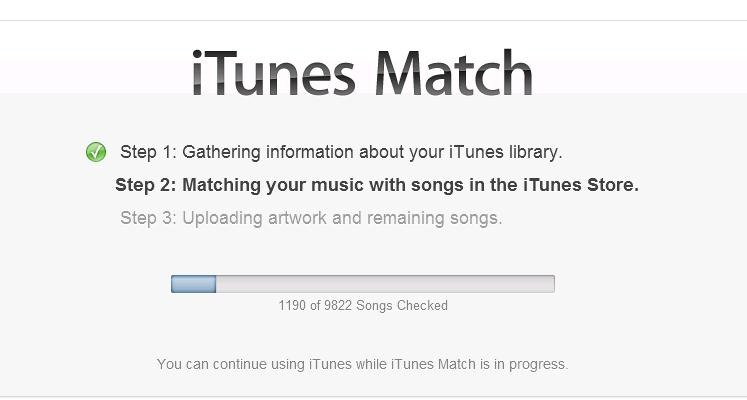 iTunes Match
Step 1: Gathering information about your iTunes library.
Step 2: Matching your music with songs in the iTunes Store.
Step 3: Uploading artwork and remaining songs.
1190 of 9822 Songs Checked
You can continue using iTunes while iTunes Match is in progress.